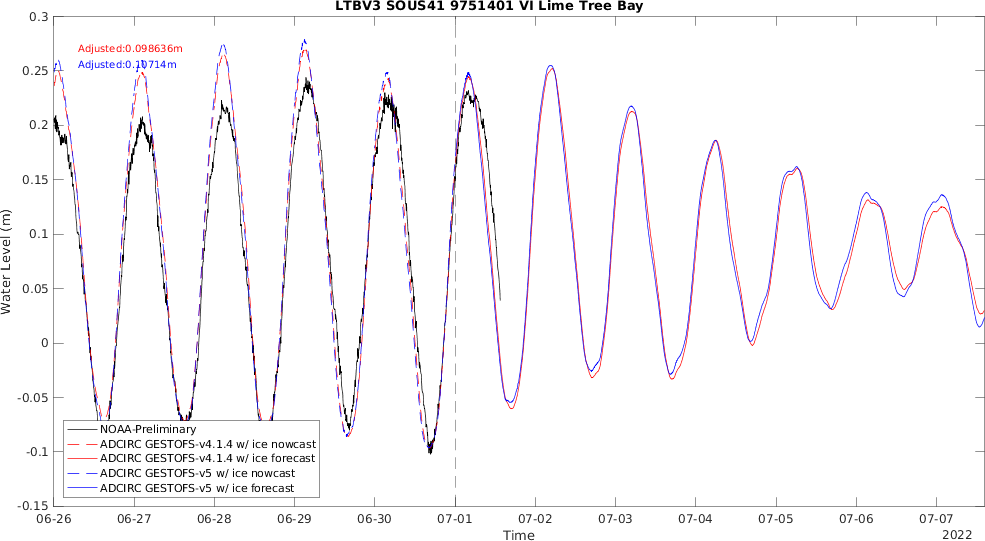 LTBV3 SOUS41 9751401 VI Lime Tree Bay
0.3
0.25
0.2
0.15
0.1
0.05
0
-0.05
-0.1
-0.15
Water Level (m)
Adjusted:0.098636m
Adjusted:0.10714m
NOAA-Preliminary
ADCIRC GESTOFS-v4.1.4 w/ ice nowcast
ADCIRC GESTOFS-v4.1.4 w/ ice forecast
ADCIRC GESTOFS-v5 w/ ice nowcast
ADCIRC GESTOFS-v5 w/ ice forecast
06-26 06-27 06-28 06-29 06-30 07-01 07-02 07-03 07-04 07-05 07-06 07-07
Time
2022